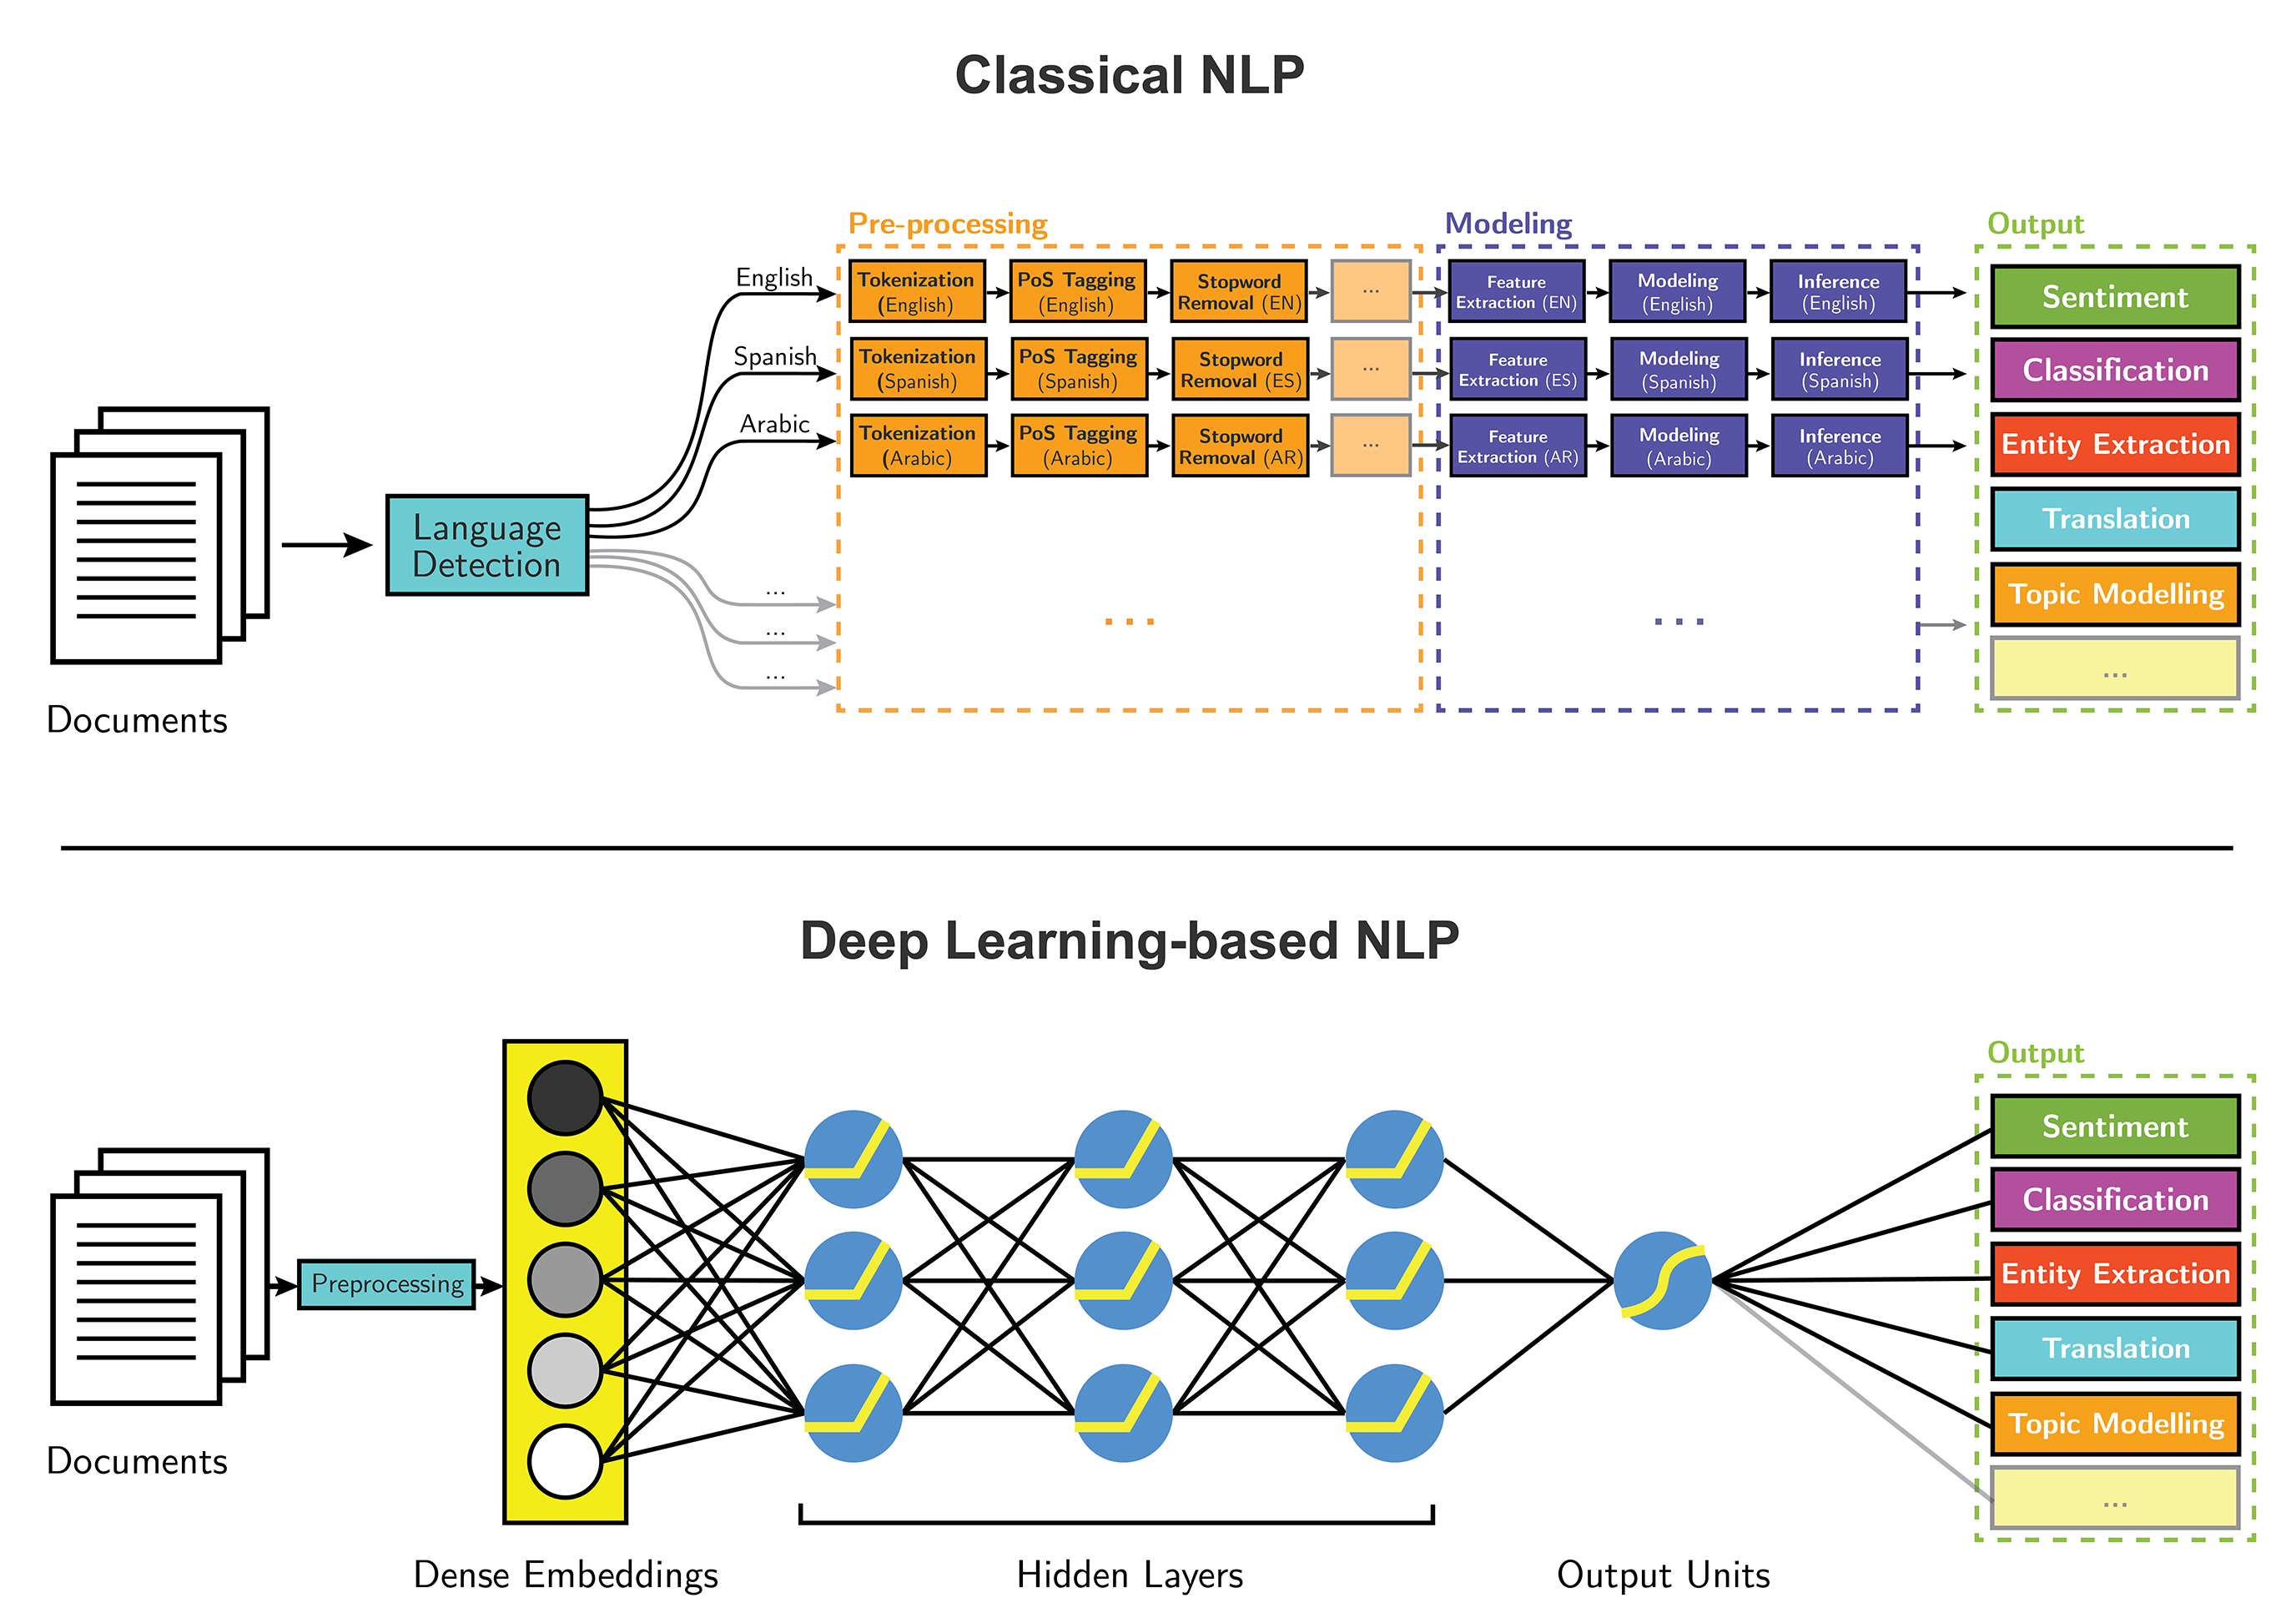 Classical NLP
Pre-processing
Modeling
Output
English
Tokenization
(English)
PoS Tagging
(English)
Stopword
Removal (EN)
...
Feature
Extraction (EN)
Modeling
(English)
Inference
(English)
Sentiment
Spanish
Tokenization
(Spanish)
PoS Tagging
(Spanish)
Stopword
Removal (ES)
...
Feature
Extraction (ES)
Modeling
(Spanish)
Inference
(Spanish)
Classification
Arabic
Tokenization
(Arabic)
PoS Tagging
(Arabic)
Stopword
Removal (AR)
...
Feature
Extraction (AR)
Modeling
(Arabic)
Inference
(Arabic)
Entity Extraction
Language
Detection
Translation
...
...
...
...
...
Topic Modelling
...
Documents
Deep Learning-based NLP
Output
Sentiment
Classification
Entity Extraction
Preprocessing
Translation
Topic Modelling
...
Documents
Dense Embeddings
Hidden Layers
Output Units